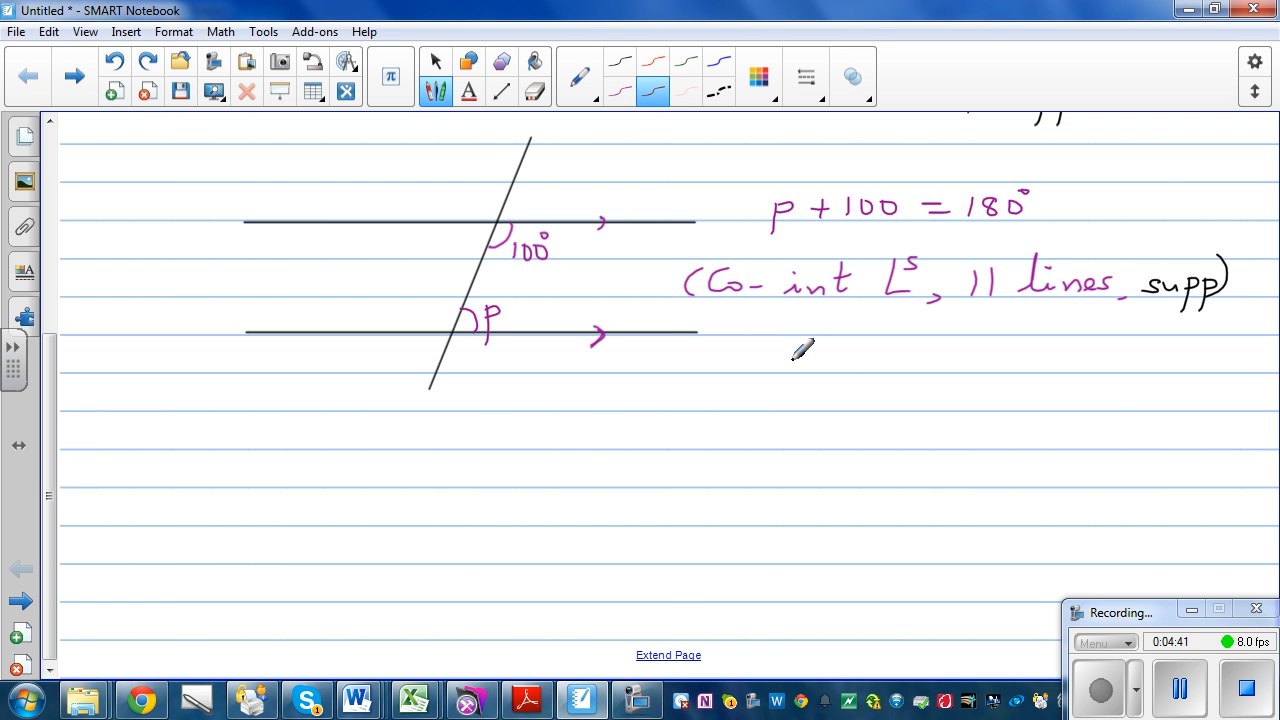 Untitled * - SMART Notebook
File Edit View Insert Format Math Tools Add-ons Help
p + 100 = 180°
100°
(Co- int Ls, || lines, supp)
p
Extend Page
Recording...
Menu 0:04:41 8.0 fps